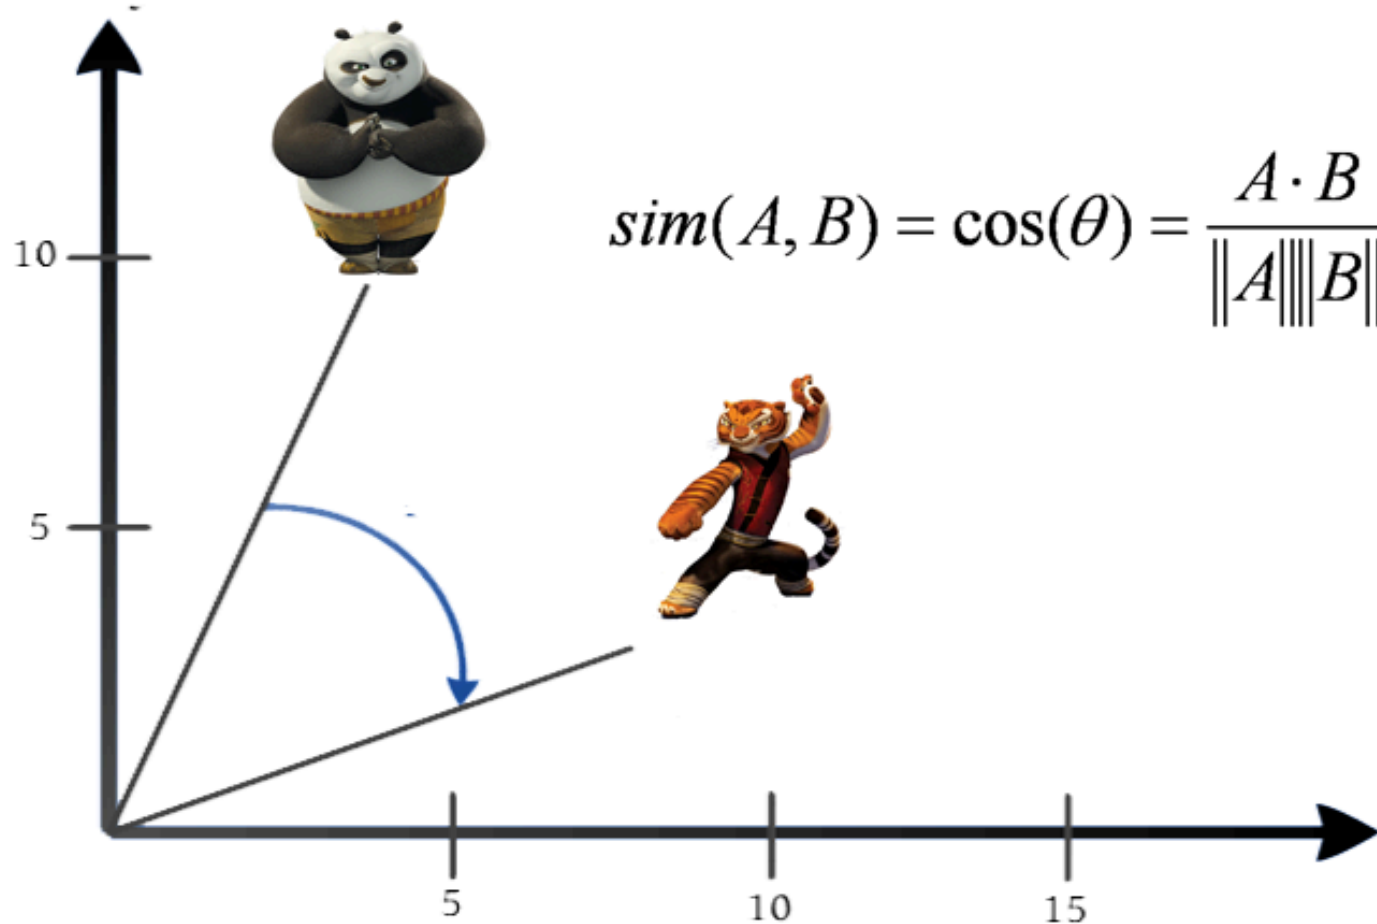 10
sim(A, B) = cos(θ) = A · B / ||A||||B||
5
5 10 15